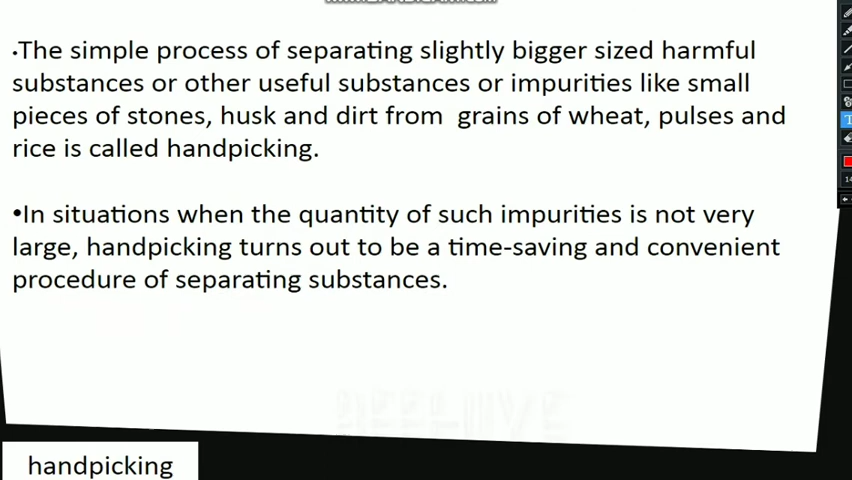 •The simple process of separating slightly bigger sized harmful
substances or other useful substances or impurities like small
pieces of stones, husk and dirt from  grains of wheat, pulses and
rice is called handpicking.
•In situations when the quantity of such impurities is not very
large, handpicking turns out to be a time-saving and convenient
procedure of separating substances.
handpicking